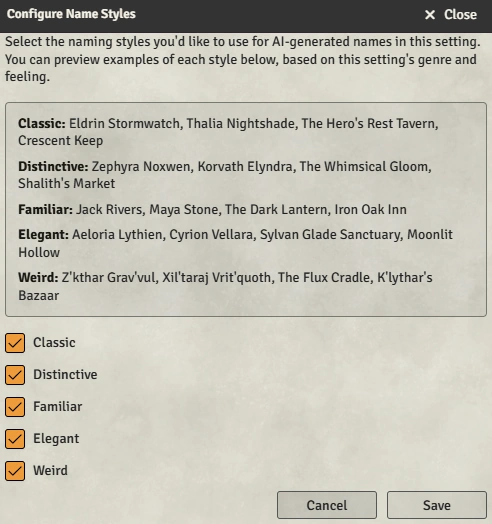 Configure Name Styles
✕ Close
Select the naming styles you'd like to use for AI-generated names in this setting.
You can preview examples of each style below, based on this setting's genre and
feeling.
Classic: Eldrin Stormwatch, Thalia Nightshade, The Hero's Rest Tavern,
Crescent Keep
Distinctive: Zephyra Noxwen, Korvath Elyndra, The Whimsical Gloom,
Shalith's Market
Familiar: Jack Rivers, Maya Stone, The Dark Lantern, Iron Oak Inn
Elegant: Aeloria Lythien, Cyrion Vellara, Sylvan Glade Sanctuary, Moonlit
Hollow
Weird: Z'kthar Grav'vul, Xil'taraj Vrit'quoth, The Flux Cradle, K'lythar's
Bazaar
Classic
Distinctive
Familiar
Elegant
Weird
Cancel
Save